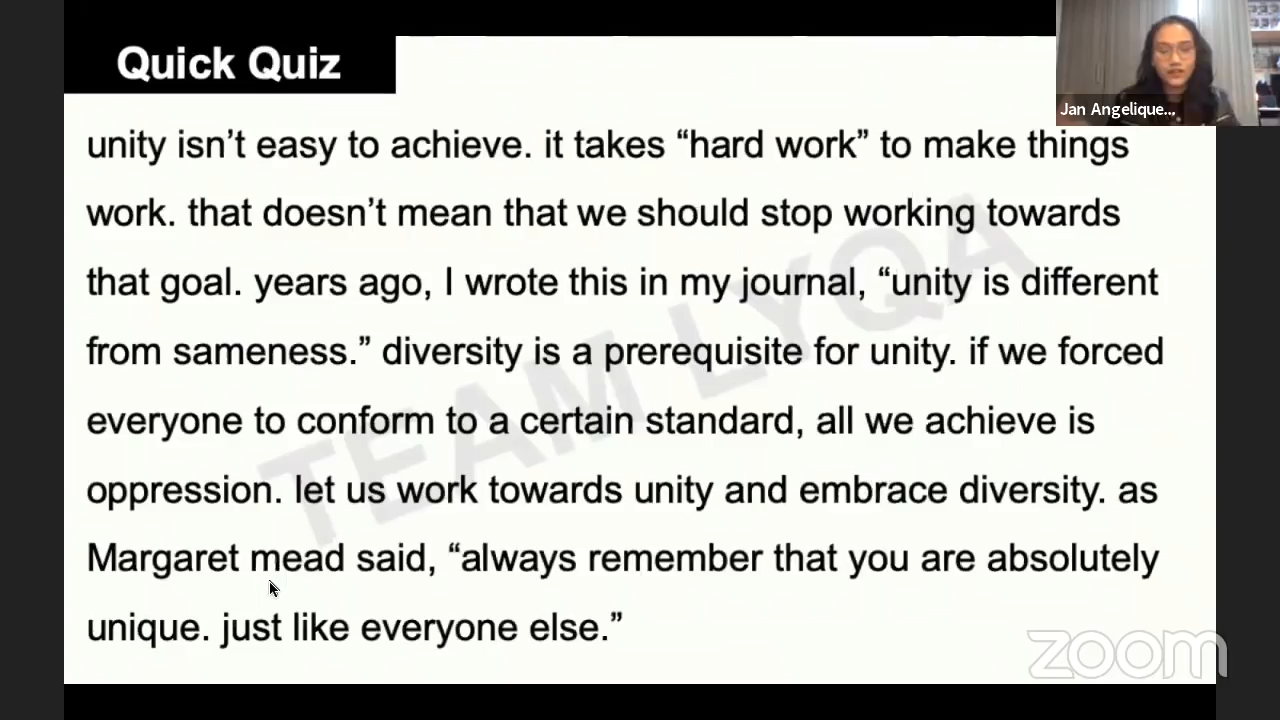 Quick Quiz
Jan Angelique...
unity isn’t easy to achieve. it takes “hard work” to make things
work. that doesn’t mean that we should stop working towards
that goal. years ago, I wrote this in my journal, “unity is different
from sameness.” diversity is a prerequisite for unity. if we forced
everyone to conform to a certain standard, all we achieve is
oppression. let us work towards unity and embrace diversity. as
Margaret mead said, “always remember that you are absolutely
unique. just like everyone else.”
TEAM LYQA
zoom